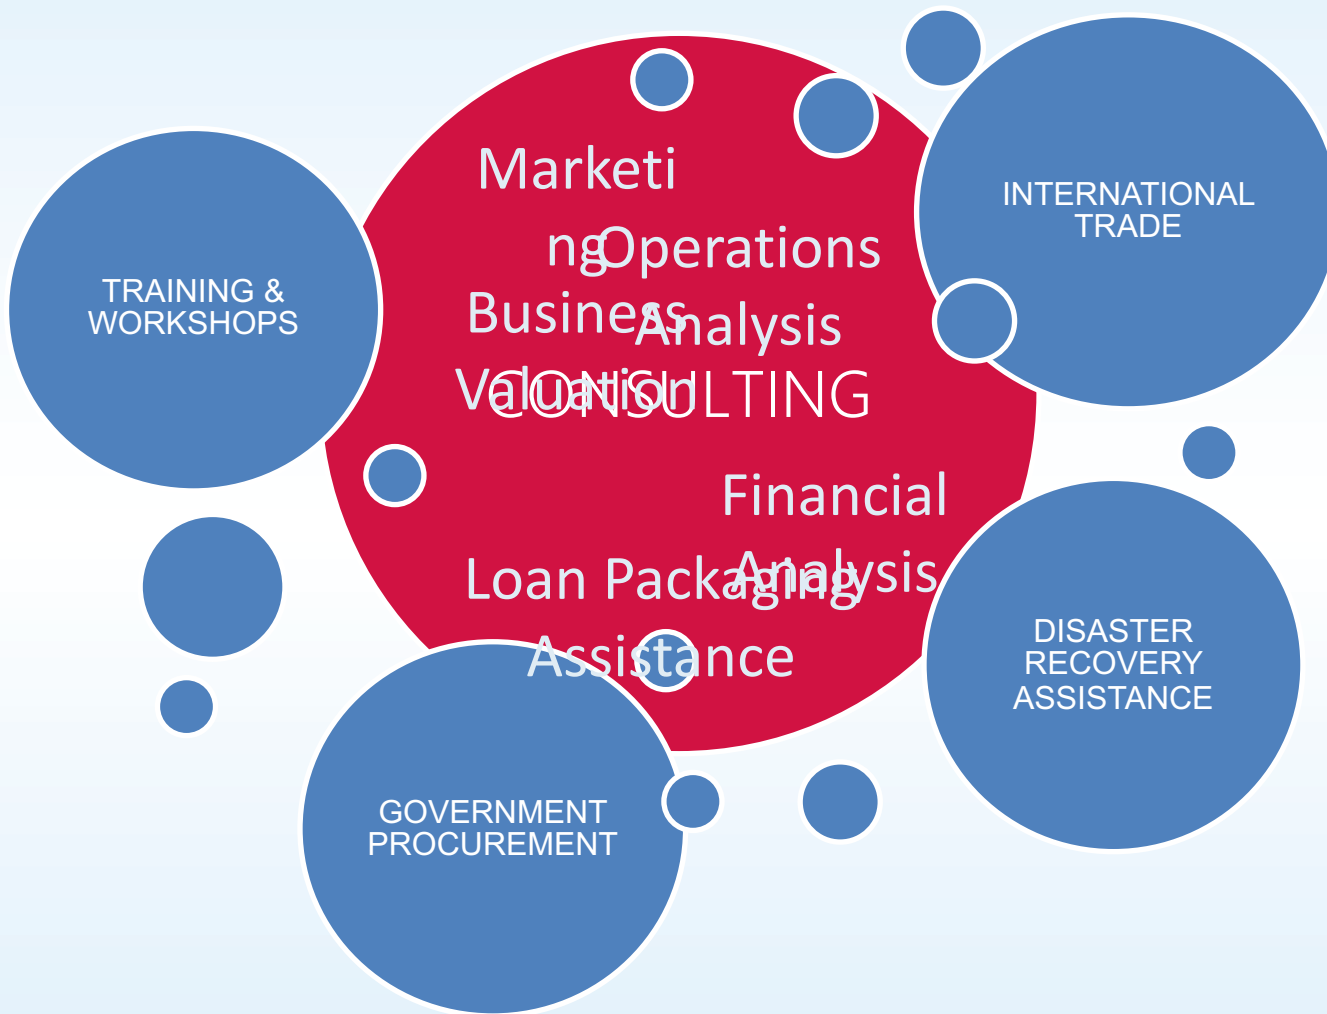 TRAINING &
WORKSHOPS
Marketi
ng
Operations
Analysis
Business
Valuation
CONSULTING
Financial
Analysis
Loan Packaging
Assistance
INTERNATIONAL
TRADE
DISASTER
RECOVERY
ASSISTANCE
GOVERNMENT
PROCUREMENT